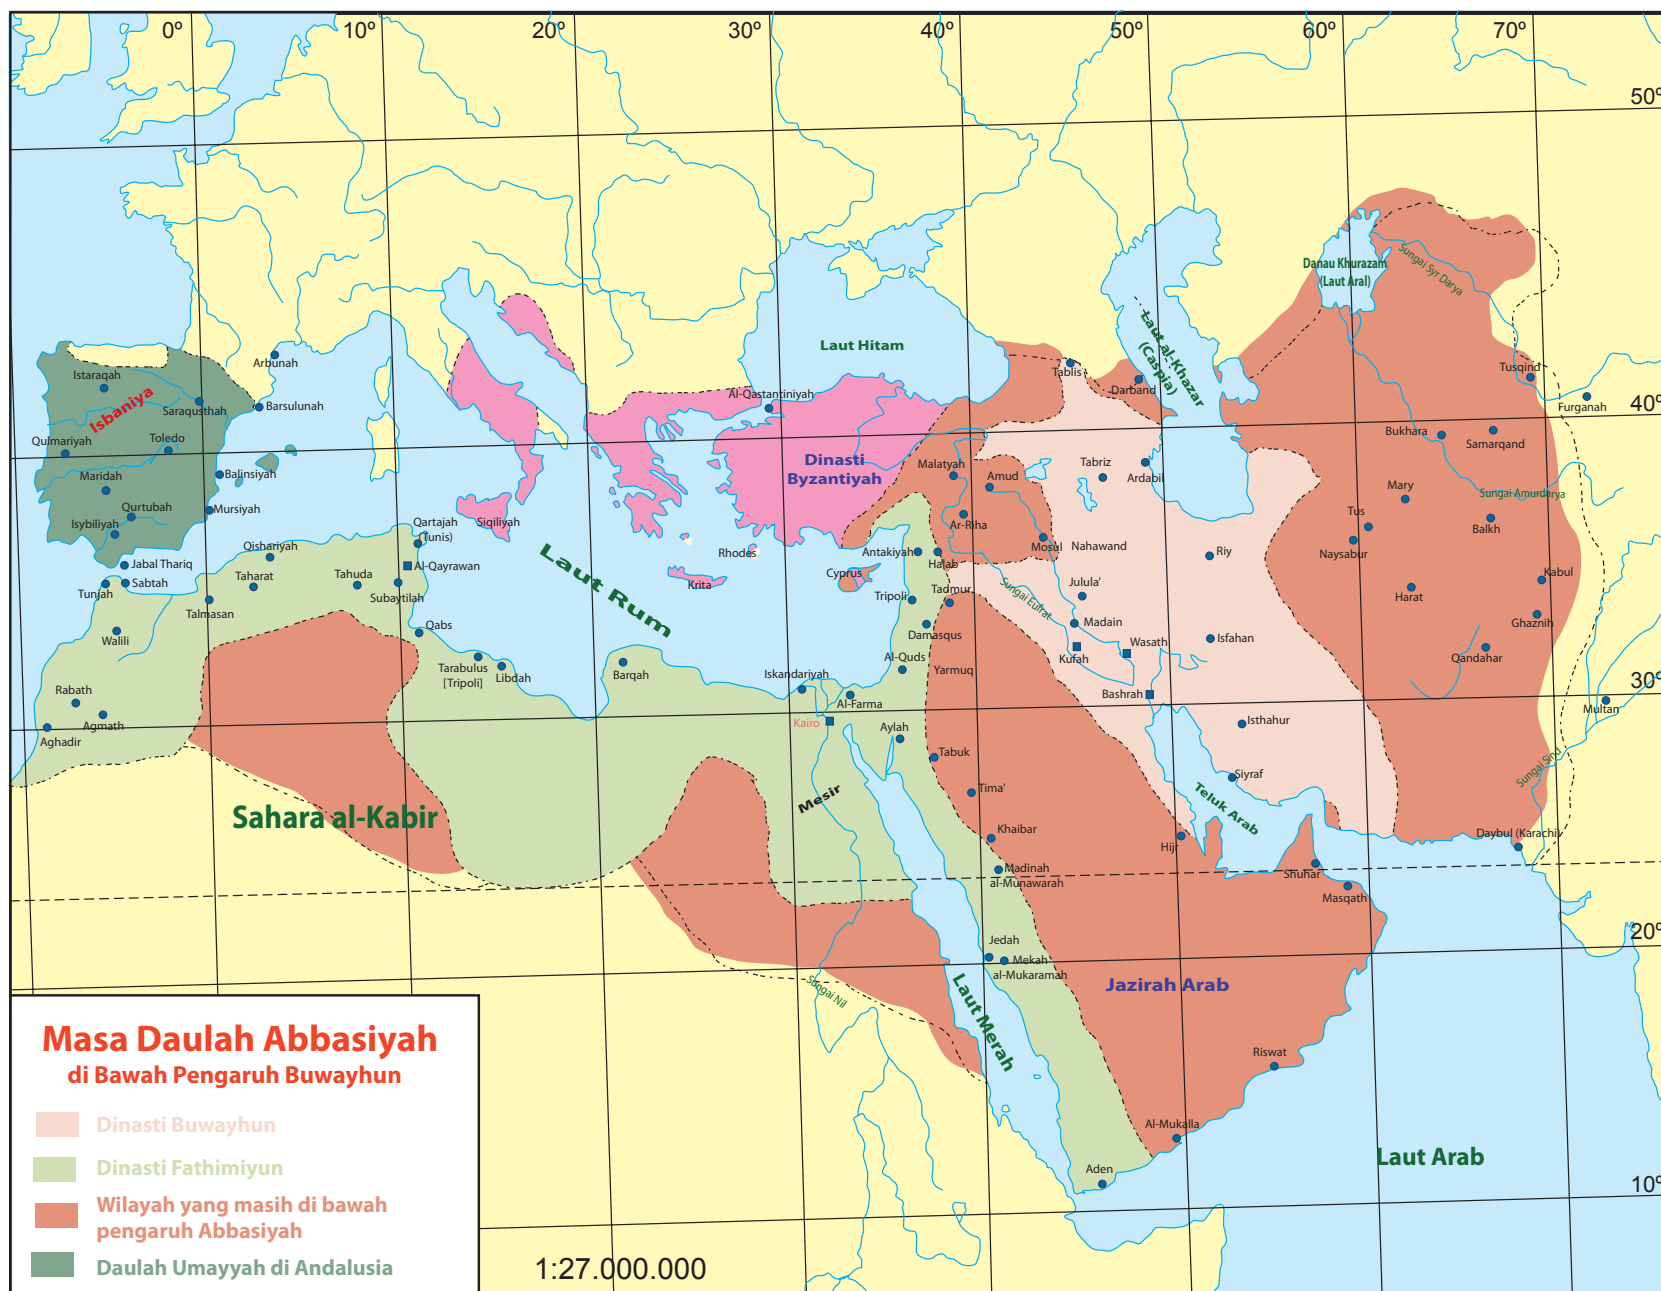 0º
10º
20º
30º
40º
50º
60º
70º
50º
Danau Khurazam
(Laut Aral)
Sungai Syr Darya
Laut al-Khazar
(Caspia)
Laut Hitam
Arbunah
Istaraqah
Isbaniya
Saraqusthah
Barsulunah
Al-Qastantiniyah
Tablis
Darband
Tusqind
Furganah
40º
Qulmariyah
Toledo
Bukhara
Samarqand
Maridah
Balinsiyah
Dinasti
Byzantiyah
Malatyah
Amud
Tabriz
Ardabil
Mary
Sungai Amudarya
Qurtubah
Mursiyah
Isybiliyah
Siqiliyah
Qartajah
(Tunis)
Ar-Riha
Tus
Balkh
Laut Rum
Rhodes
Antakiyah
Halab
Mosul
Nahawand
Riy
Naysabur
Jabal Thariq
Qishariyah
Al-Qayrawan
Tunjah
Sabtah
Taharat
Tahuda
Subaytilah
Krita
Cyprus
Tripoli
Tadmur
Sungai Eufrat
Julula'
Harat
Kabul
Talmasan
Walili
Qabs
Damasqus
Madain
Ghaznih
Kufah
Wasath
Isfahan
Qandahar
Tarabulus
[Tripoli]
Libdah
Barqah
Iskandariyah
Al-Quds
Yarmuq
30º
Rabath
Agmath
Aghadir
Al-Farma
Kairo
Aylah
Bashrah
Isthahur
Multan
Tabuk
Siyraf
Sungai Sind
Mesir
Tima'
Teluk Arab
Sahara al-Kabir
Khaibar
Hijr
Daybul (Karachi)
Madinah
al-Munawarah
Shuhar
Masqath
20º
Jedah
Mekah
al-Mukaramah
Sungai Nil
Laut Merah
Jazirah Arab
Riswat
Al-Mukalla
Aden
Laut Arab
10º
Masa Daulah Abbasiyah
di Bawah Pengaruh Buwayhun
Dinasti Buwayhun
Dinasti Fathimiyun
Wilayah yang masih di bawah
pengaruh Abbasiyah
Daulah Umayyah di Andalusia
1:27.000.000